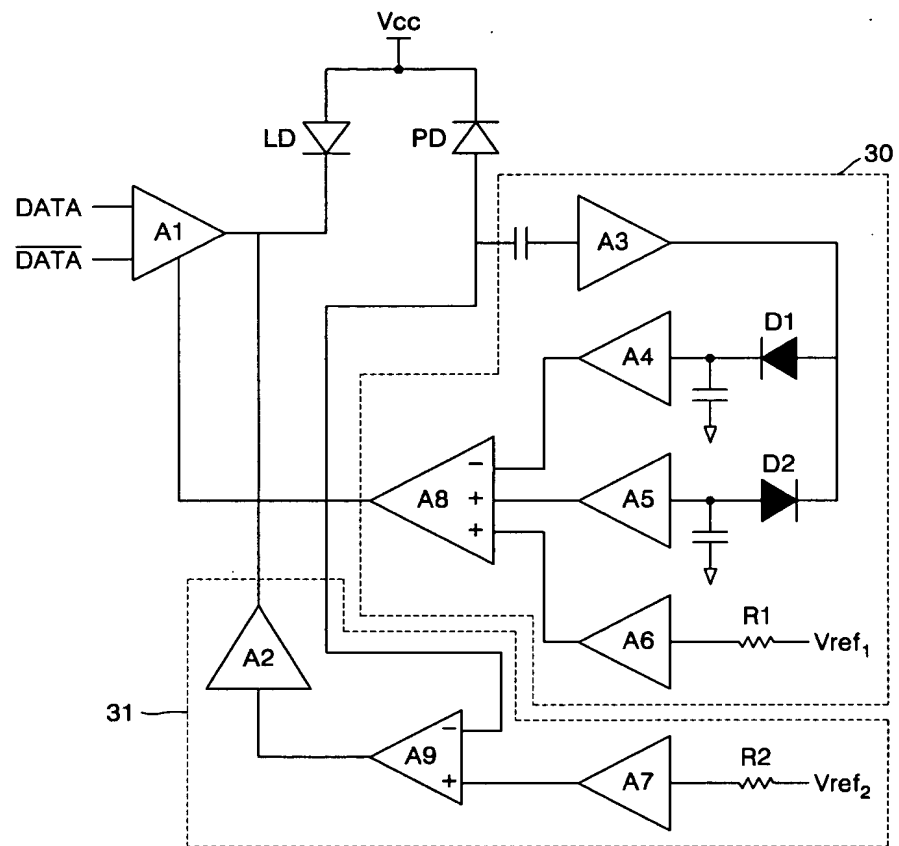 Vcc
LD
PD
30
DATA
D̅A̅T̅A̅
A1
A3
A4
D1
A8
−
+
+
A5
D2
A6
R1
Vref₁
A2
31
A9
−
+
A7
R2
Vref₂